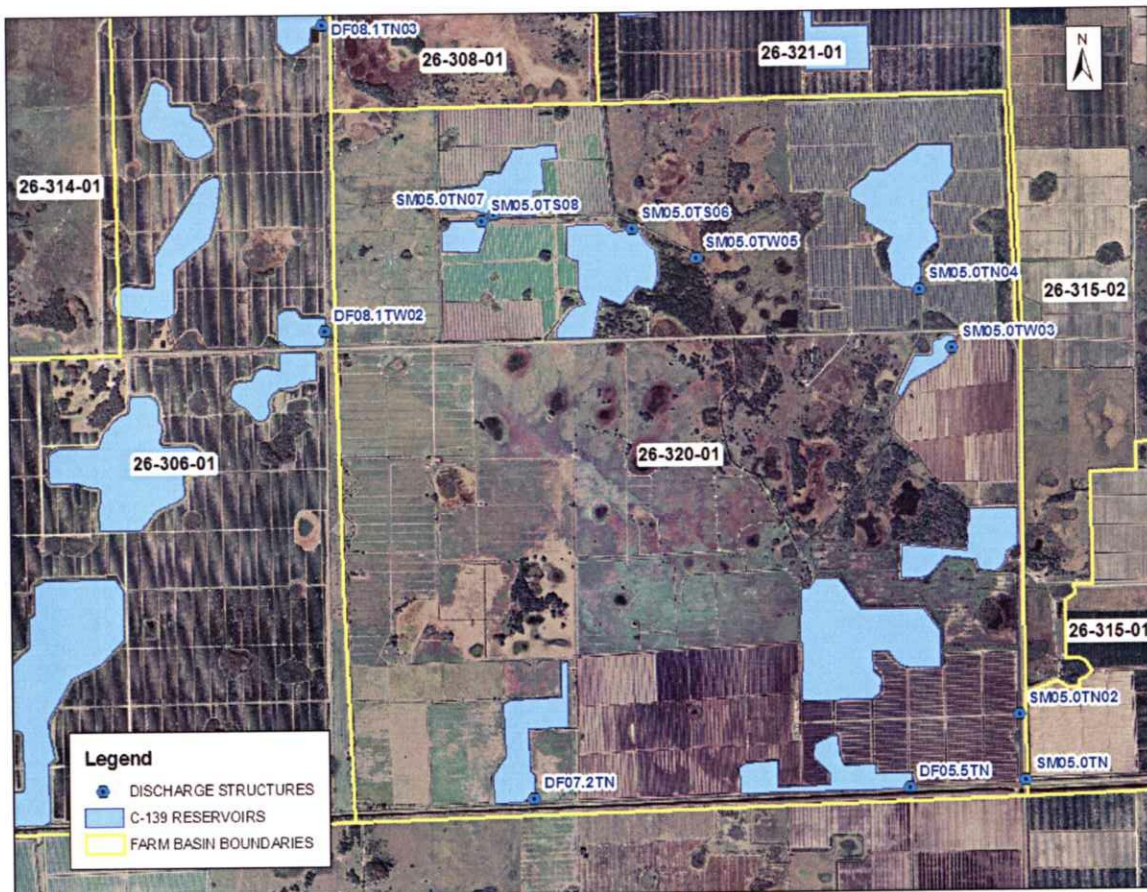 DF08.1TN03
26-308-01
26-321-01
N
26-314-01
SM05.0TN07
SM05.0TS08
SM05.0TS06
SM05.0TW05
SM05.0TN04
26-315-02
DF08.1TW02
SM05.0TW03
26-306-01
26-320-01
26-315-01
SM05.0TN02
SM05.0TN
DF07.2TN
DF05.5TN
Legend
DISCHARGE STRUCTURES
C-139 RESERVOIRS
FARM BASIN BOUNDARIES